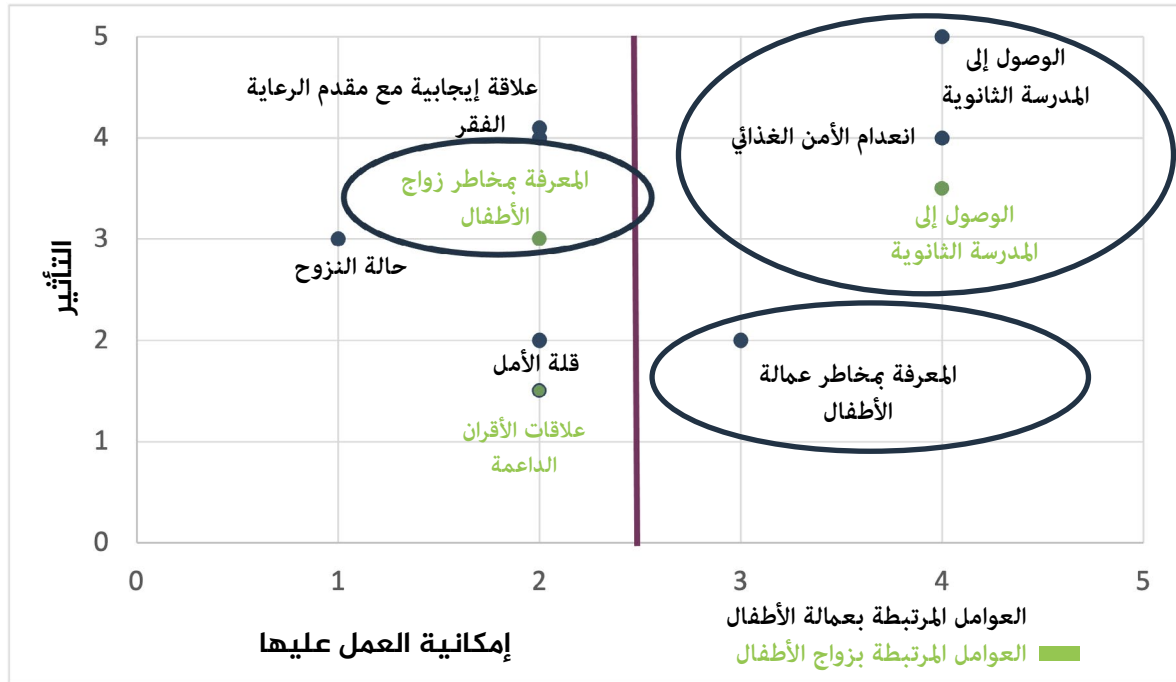 5
4
3
2
1
0
التأثير
علاقة إيجابية مع مقدم الرعاية
الفقر
المعرفة بمخاطر زواج
الأطفال
حالة النزوح
قلة الأمل
علاقات الأقران
الداعمة
الوصول إلى
المدرسة الثانوية
انعدام الأمن الغذائي
الوصول إلى
المدرسة الثانوية
المعرفة بمخاطر عمالة
الأطفال
0 1 2 3 4 5
إمكانية العمل عليها
العوامل المرتبطة بعمالة الأطفال
العوامل المرتبطة بزواج الأطفال